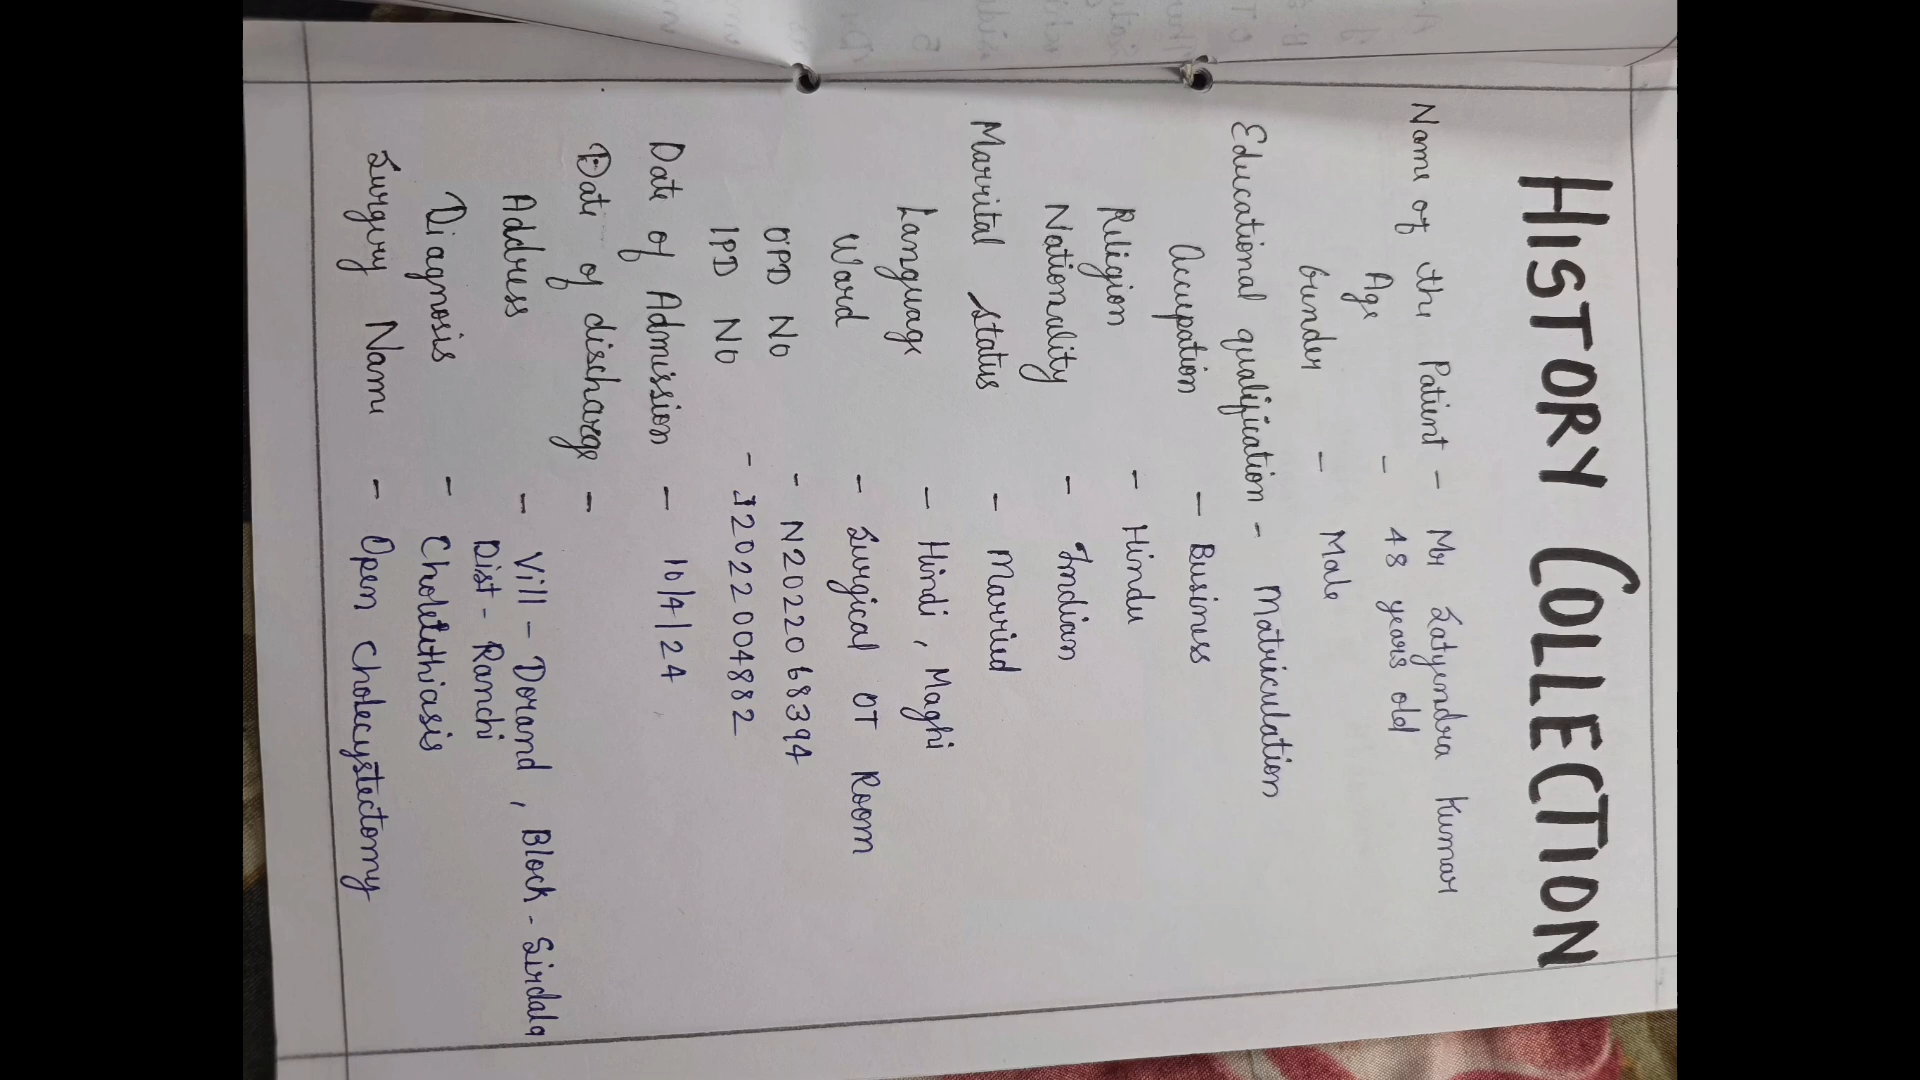 HISTORY COLLECTION
Name of the Patient - Mr Satyendra Kumar
Age - 48 years old
Gender - Male
Educational qualification - Matriculation
Occupation - Business
Religion - Hindu
Nationality - Indian
Marrital status - Married
Language - Hindi, Maghi
Ward - Surgical OT Room
OPD No - N2022068394
IPD No - I2022004882
Date of Admission - 10/4/24
Date of discharge -
Address - Vill - Dorand, Block - Sirdala
Dist - Ranchi
Diagnosis - Cholelithiasis
Surgery Name - Open Cholecystectomy